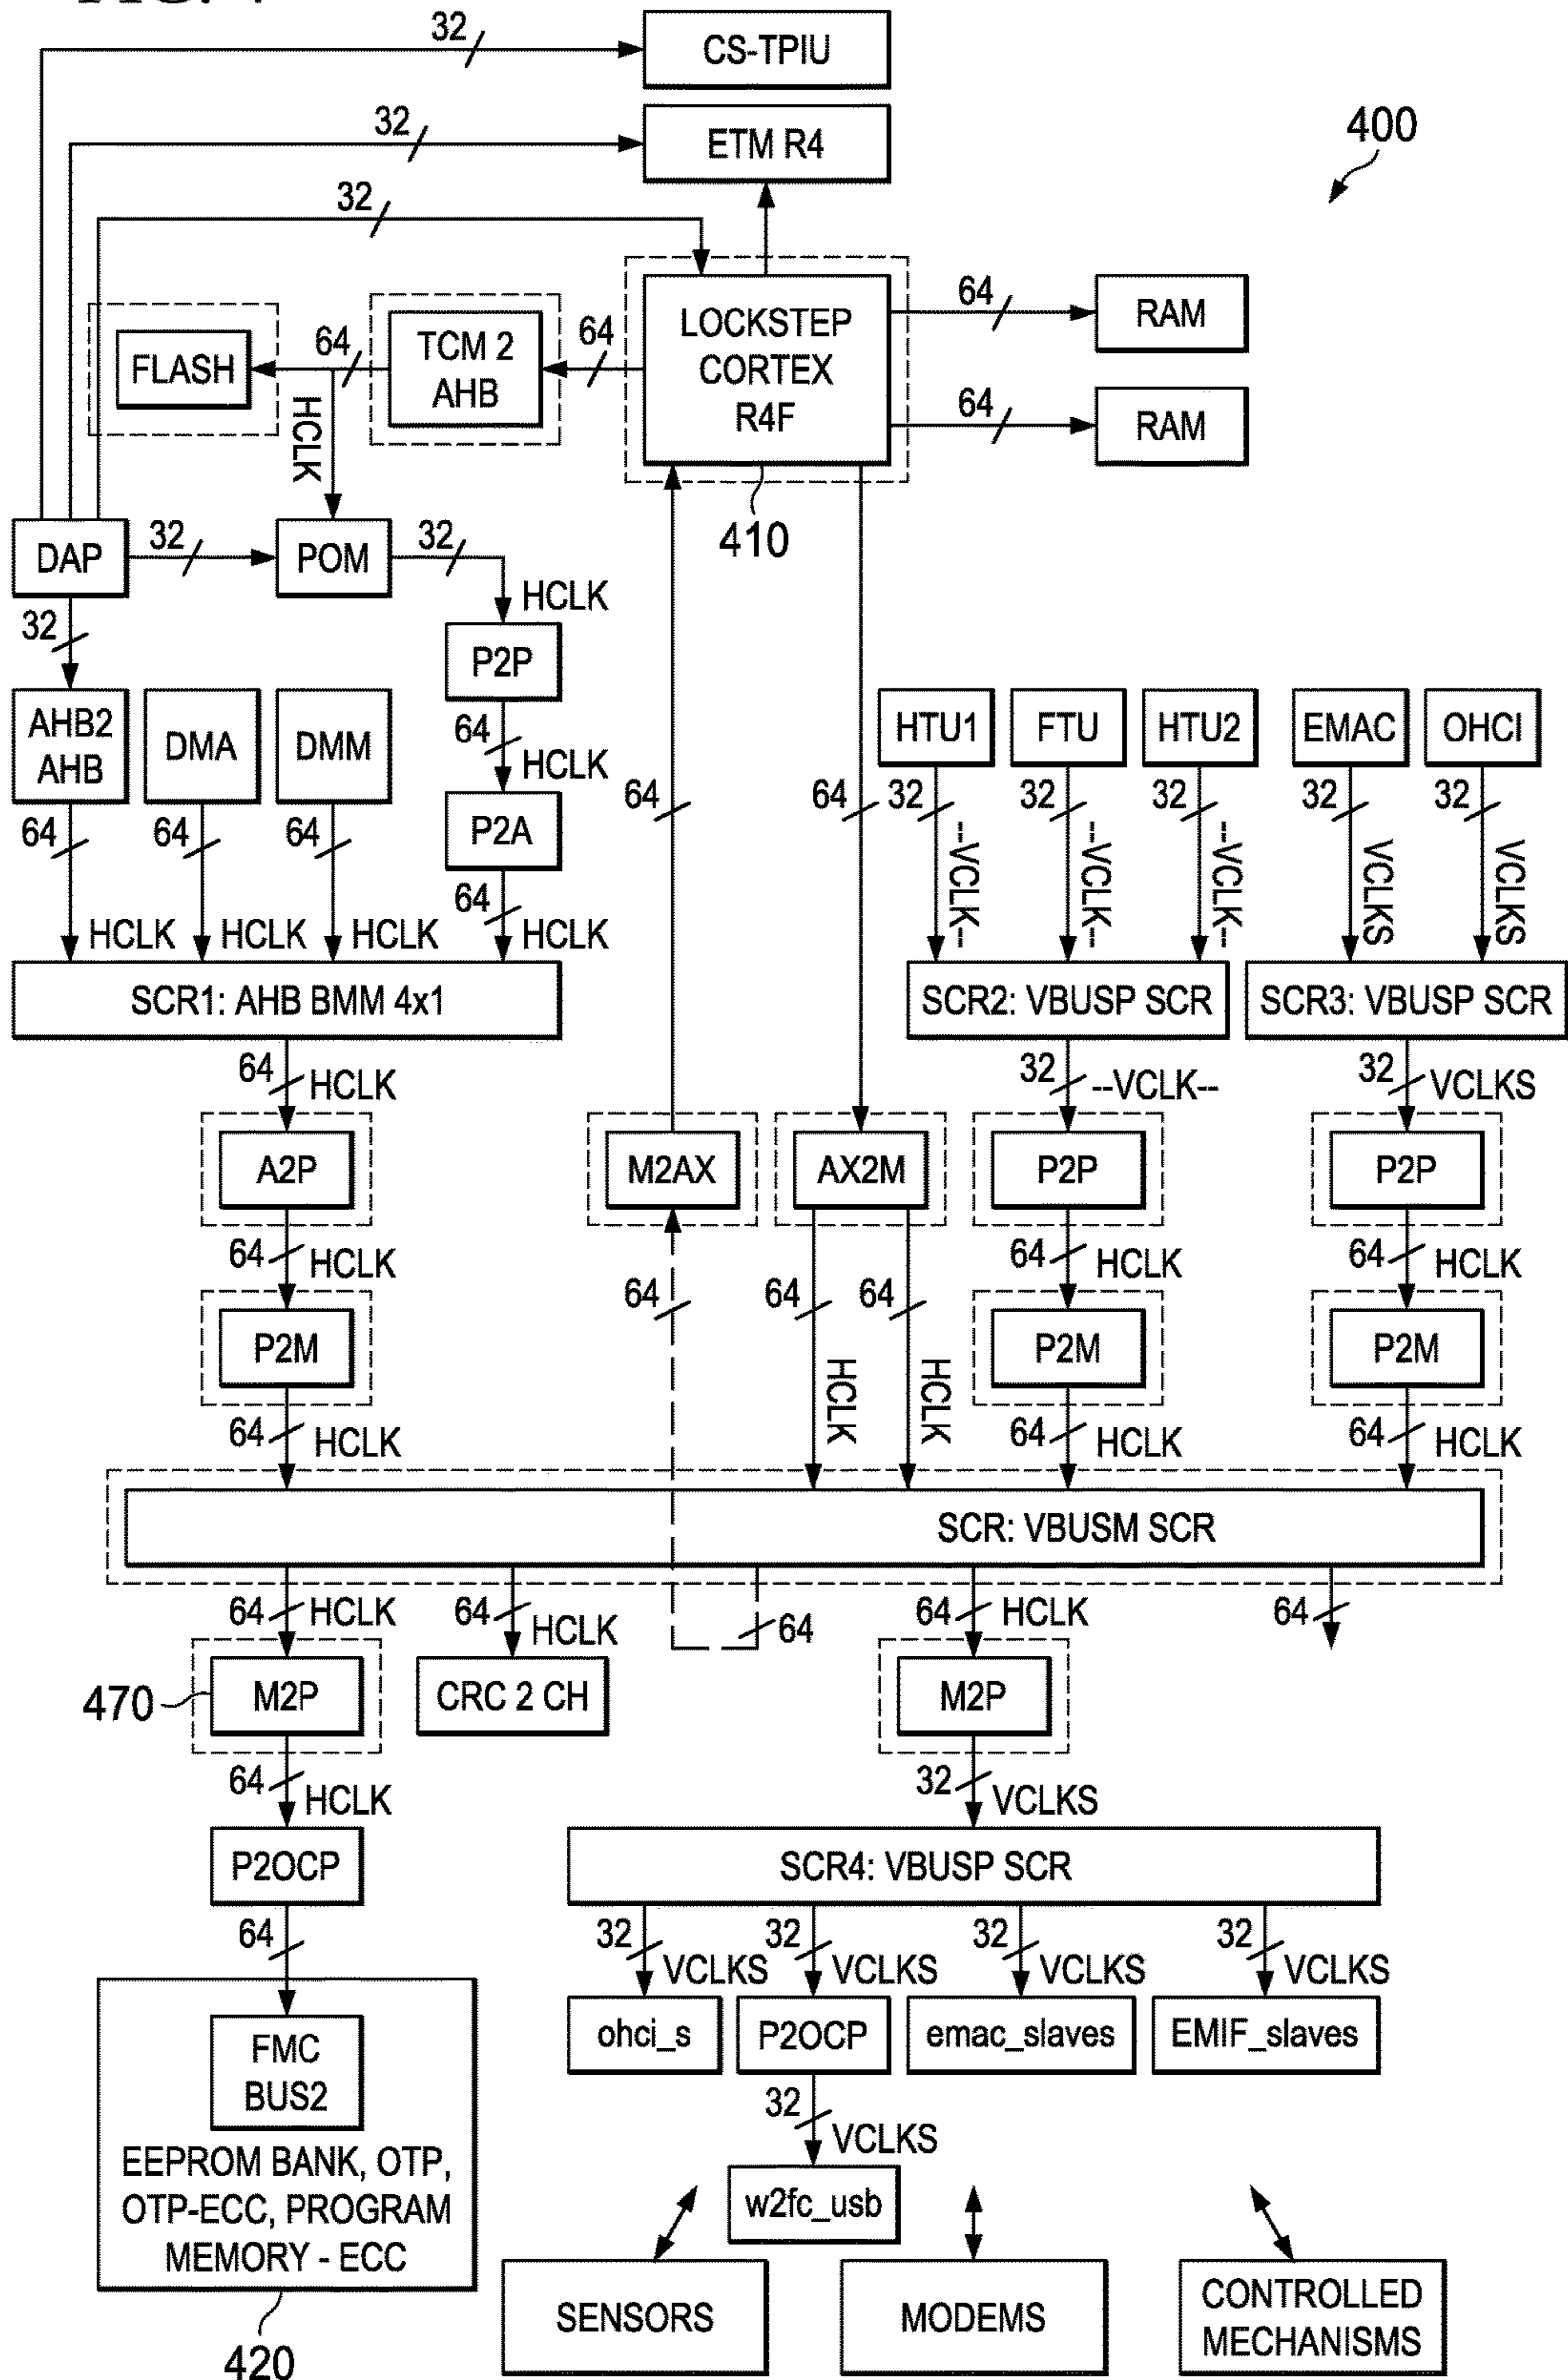 32
CS-TPIU
32
ETM R4
400
32
64
RAM
LOCKSTEP
CORTEX
R4F
64
TCM 2
AHB
64
FLASH
HCLK
64
RAM
410
DAP
32
POM
32
HCLK
32
P2P
64
HCLK
AHB2
AHB
DMA
DMM
P2A
HTU1
FTU
HTU2
EMAC
OHCI
64
64
64
64
64
64
32
32
32
32
32
--VCLK--
--VCLK--
--VCLK--
VCLKS
VCLKS
HCLK
HCLK
HCLK
HCLK
SCR1: AHB BMM 4x1
SCR2: VBUSP SCR
SCR3: VBUSP SCR
64
HCLK
32
--VCLK--
32
VCLKS
A2P
M2AX
AX2M
P2P
P2P
64
HCLK
64
64
64
64
HCLK
64
HCLK
P2M
HCLK
HCLK
P2M
P2M
64
HCLK
64
HCLK
64
HCLK
SCR: VBUSM SCR
64
HCLK
64
HCLK
64
64
HCLK
64
470
M2P
CRC 2 CH
M2P
64
HCLK
32
VCLKS
P2OCP
SCR4: VBUSP SCR
64
32
VCLKS
32
VCLKS
32
VCLKS
32
VCLKS
ohci_s
P2OCP
emac_slaves
EMIF_slaves
FMC
BUS2
32
VCLKS
EEPROM BANK, OTP,
OTP-ECC, PROGRAM
MEMORY - ECC
w2fc_usb
SENSORS
MODEMS
CONTROLLED
MECHANISMS
420